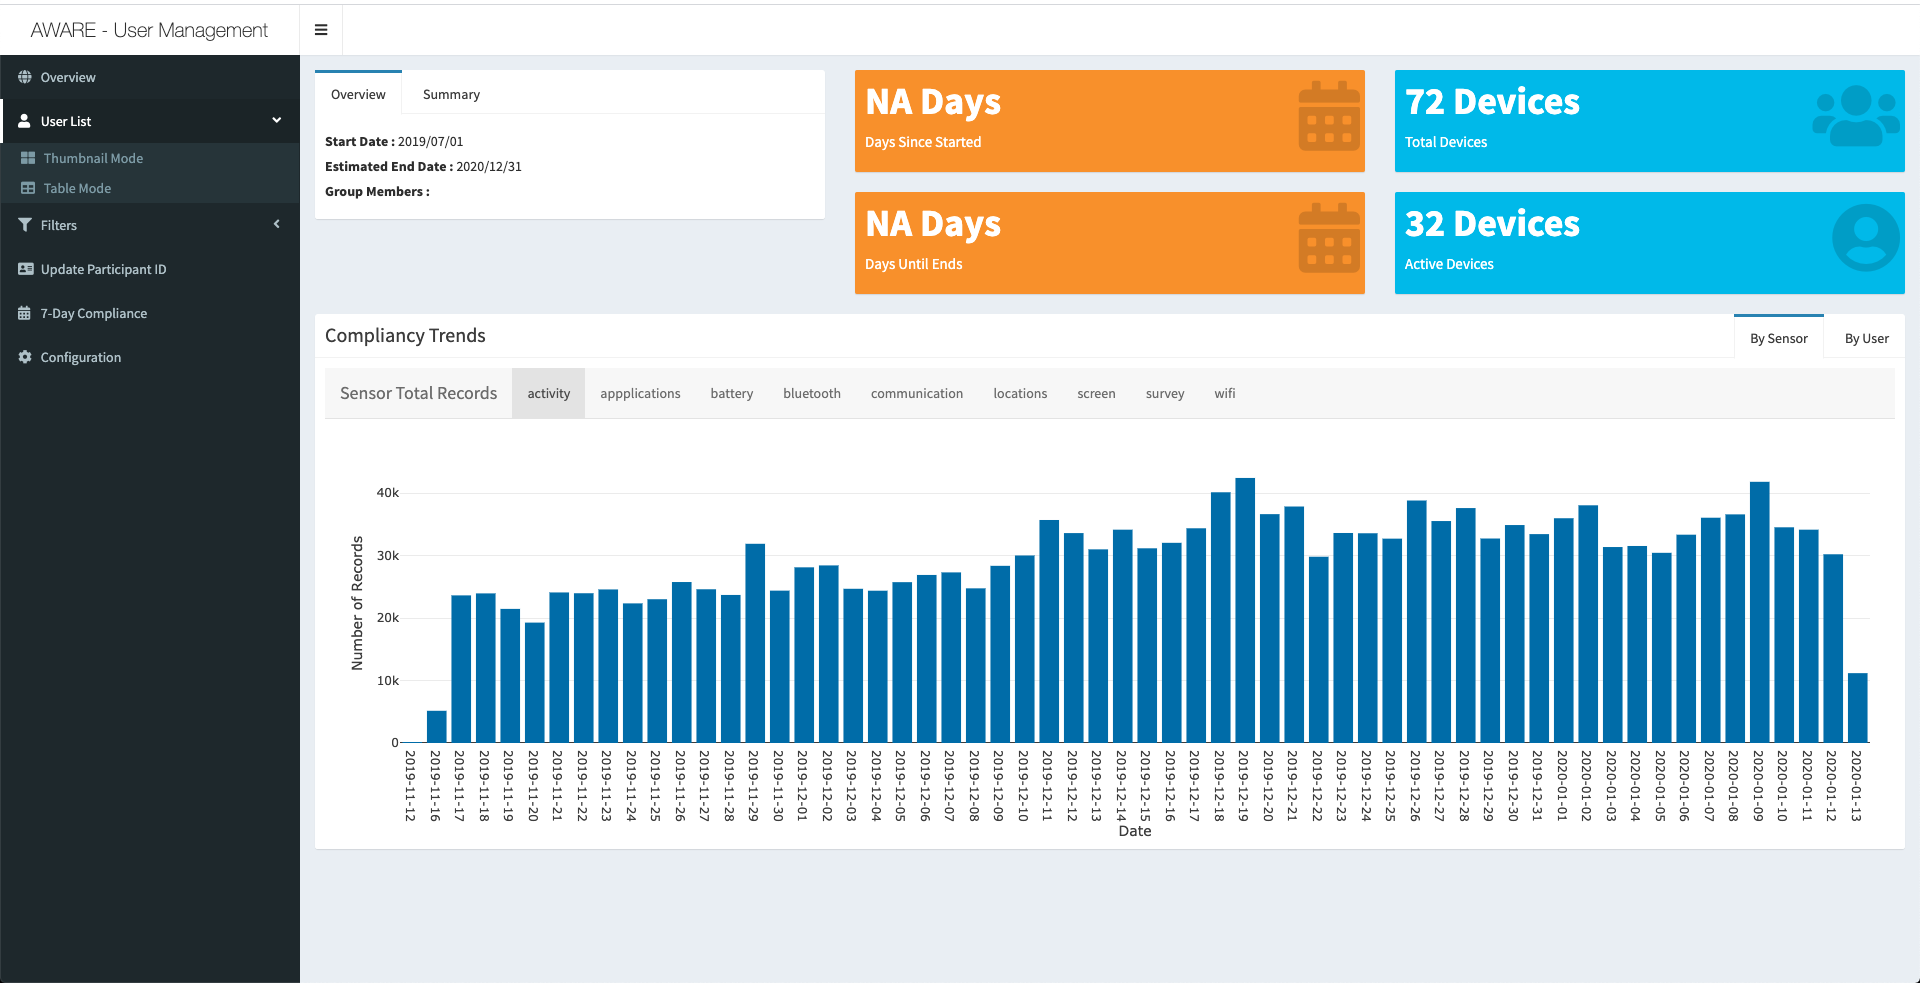 AWARE - User Management
Overview
User List
Thumbnail Mode
Table Mode
Filters
Update Participant ID
7-Day Compliance
Configuration
Overview
Summary
Start Date : 2019/07/01
Estimated End Date : 2020/12/31
Group Members :
NA Days
Days Since Started
72 Devices
Total Devices
NA Days
Days Until Ends
32 Devices
Active Devices
Compliancy Trends
By Sensor
By User
Sensor Total Records
activity
appplications
battery
bluetooth
communication
locations
screen
survey
wifi
Number of Records
40k
30k
20k
10k
0
2019-11-12
2019-11-16
2019-11-17
2019-11-18
2019-11-19
2019-11-20
2019-11-21
2019-11-22
2019-11-23
2019-11-24
2019-11-25
2019-11-26
2019-11-27
2019-11-28
2019-11-29
2019-11-30
2019-12-01
2019-12-02
2019-12-03
2019-12-04
2019-12-05
2019-12-06
2019-12-07
2019-12-08
2019-12-09
2019-12-10
2019-12-11
2019-12-12
2019-12-13
2019-12-14
2019-12-15
2019-12-16
2019-12-17
2019-12-18
2019-12-19
2019-12-20
2019-12-21
2019-12-22
2019-12-23
2019-12-24
2019-12-25
2019-12-26
2019-12-27
2019-12-28
2019-12-29
2019-12-30
2019-12-31
2020-01-01
2020-01-02
2020-01-03
2020-01-04
2020-01-05
2020-01-06
2020-01-07
2020-01-08
2020-01-09
2020-01-10
2020-01-11
2020-01-12
2020-01-13
Date